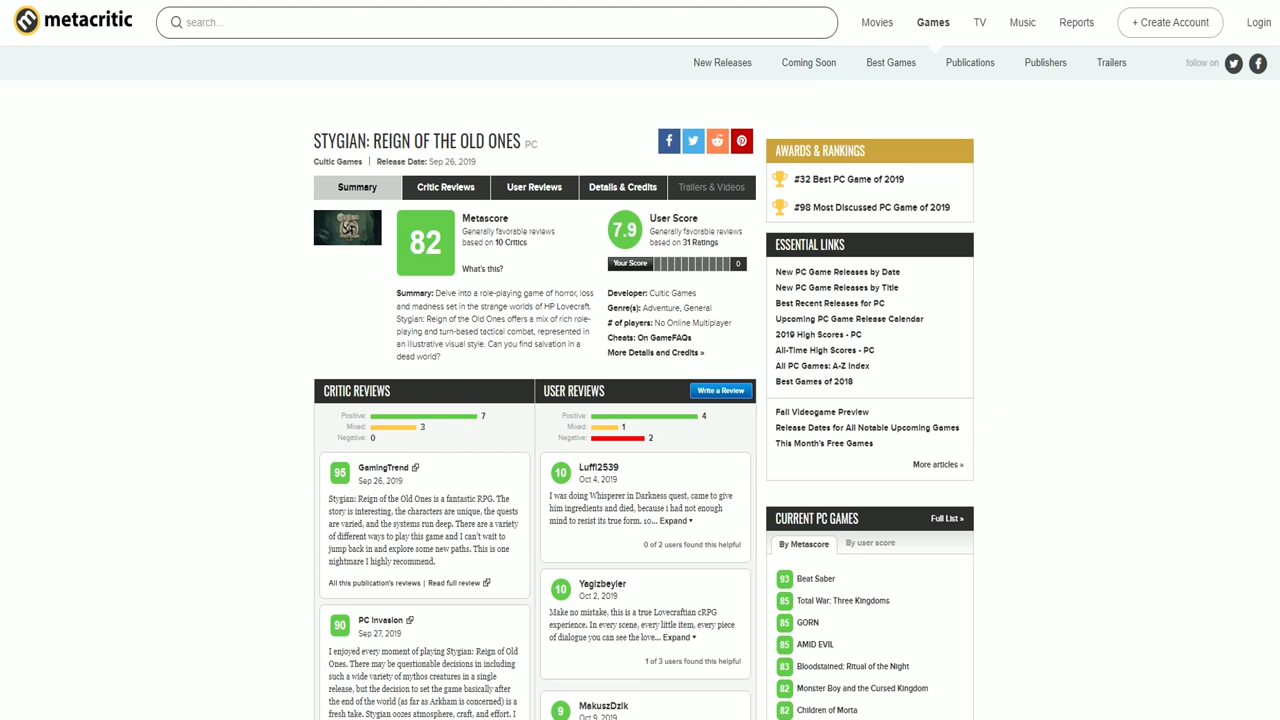 metacritic
search...
Movies
Games
TV
Music
Reports
+ Create Account
Login
New Releases
Coming Soon
Best Games
Publications
Publishers
Trailers
follow on
STYGIAN: REIGN OF THE OLD ONES PC
Cultic Games | Release Date: Sep 26, 2019
Summary
Critic Reviews
User Reviews
Details & Credits
Trailers & Videos
82
Metascore
Generally favorable reviews
based on 10 Critics
What's this?
7.9
User Score
Generally favorable reviews
based on 31 Ratings
Your Score
0
Summary: Delve into a role-playing game of horror, loss
and madness set in the strange worlds of HP Lovecraft.
Stygian: Reign of the Old Ones offers a mix of rich role-
playing and turn-based tactical combat, represented in
an illustrative visual style. Can you find salvation in a
dead world?
Developer: Cultic Games
Genre(s): Adventure, General
# of players: No Online Multiplayer
Cheats: On GameFAQs
More Details and Credits »
CRITIC REVIEWS
Positive: 7
Mixed: 3
Negative: 0
95
GamingTrend
Sep 26, 2019
Stygian: Reign of the Old Ones is a fantastic RPG. The
story is interesting, the characters are unique, the quests
are varied, and the systems run deep. There are a variety
of different ways to play this game and I can't wait to
jump back in and explore some new paths. This is one
nightmare I highly recommend.
All this publication's reviews | Read full review
90
PC Invasion
Sep 27, 2019
I enjoyed every moment of playing Stygian: Reign of Old
Ones. There may be questionable decisions in including
such a wide variety of mythos creatures in a single
release, but the decision to set the game basically after
the end of the world (as far as Arkham is concerned) is a
fresh take. Stygian oozes atmosphere, craft, and effort. I
USER REVIEWS
Write a Review
Positive: 4
Mixed: 1
Negative: 2
10
Luffi2539
Oct 4, 2019
I was doing Whisperer in Darkness quest, came to give
him ingredients and died, because i had not enough
mind to resist its true form. 10... Expand
0 of 2 users found this helpful
10
Yagizbeyler
Oct 2, 2019
Make no mistake, this is a true Lovecraftian cRPG
experience. In every scene, every little item, every piece
of dialogue you can see the love... Expand
1 of 3 users found this helpful
9
MakuszDzik
Oct 9, 2019
AWARDS & RANKINGS
#32 Best PC Game of 2019
#98 Most Discussed PC Game of 2019
ESSENTIAL LINKS
New PC Game Releases by Date
New PC Game Releases by Title
Best Recent Releases for PC
Upcoming PC Game Release Calendar
2019 High Scores - PC
All-Time High Scores - PC
All PC Games: A-Z Index
Best Games of 2018
Fall Videogame Preview
Release Dates for All Notable Upcoming Games
This Month's Free Games
More articles »
CURRENT PC GAMES
Full List »
By Metascore
By user score
93 Beat Saber
85 Total War: Three Kingdoms
85 GORN
85 AMID EVIL
83 Bloodstained: Ritual of the Night
82 Monster Boy and the Cursed Kingdom
82 Children of Morta